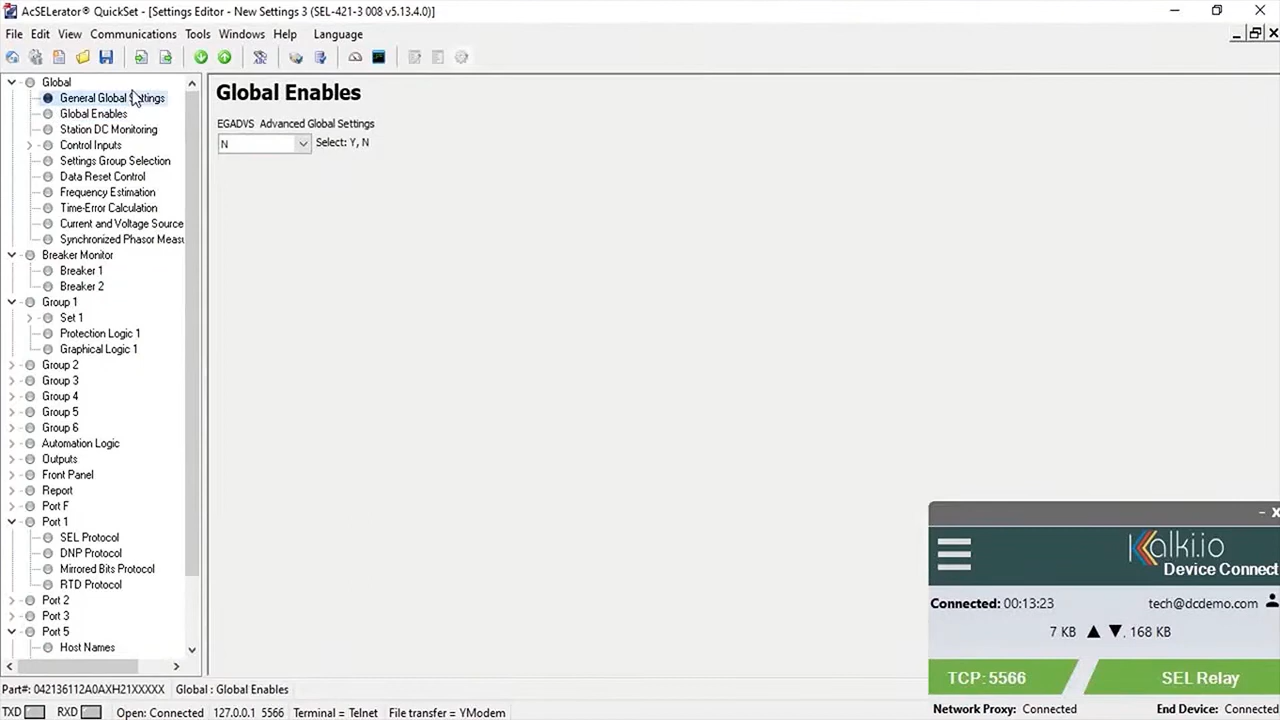 AcSELerator® QuickSet - [Settings Editor - New Settings 3 (SEL-421-3 008 v5.13.4.0)]
File Edit View Communications Tools Windows Help Language
Global
General Global Settings
Global Enables
Station DC Monitoring
Control Inputs
Settings Group Selection
Data Reset Control
Frequency Estimation
Time-Error Calculation
Current and Voltage Source
Synchronized Phasor Measu
Breaker Monitor
Breaker 1
Breaker 2
Group 1
Set 1
Protection Logic 1
Graphical Logic 1
Group 2
Group 3
Group 4
Group 5
Group 6
Automation Logic
Outputs
Front Panel
Report
Port F
Port 1
SEL Protocol
DNP Protocol
Mirrored Bits Protocol
RTD Protocol
Port 2
Port 3
Port 5
Host Names
Global Enables
EGADVS Advanced Global Settings
N Select: Y, N
Kalki.io
Device Connect
Connected: 00:13:23 tech@dcdemo.com
7 KB 168 KB
TCP: 5566 SEL Relay
Network Proxy: Connected End Device: Connected
Part#: 042136112A0AXH21XXXXX Global : Global Enables
TXD RXD Open: Connected 127.0.0.1 5566 Terminal = Telnet File transfer = YModem